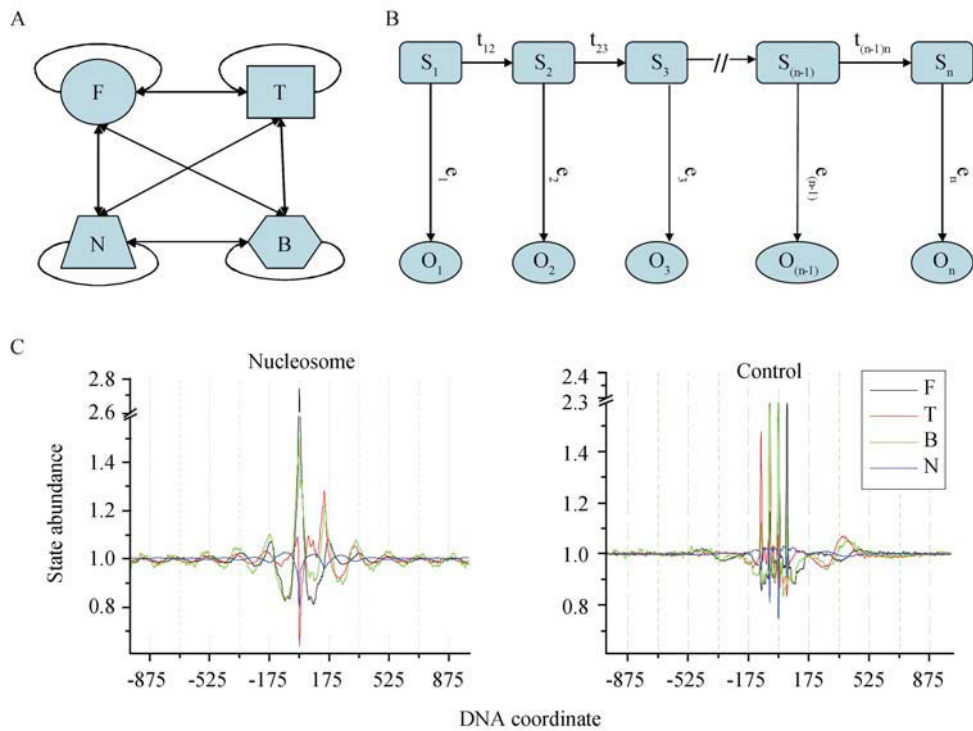 A
F
T
N
B
B
t12 t23 t(n-1)n
S1 S2 S3 // S(n-1) Sn
e1 e2 e3 e(n-1) en
O1 O2 O3 O(n-1) On
C
Nucleosome
State abundance
2.8
2.6
1.4
1.2
1.0
0.8
-875 -525 -175 175 525 875
Control
2.4
2.3
1.4
1.2
1.0
0.8
-875 -525 -175 175 525 875
F
T
B
N
DNA coordinate